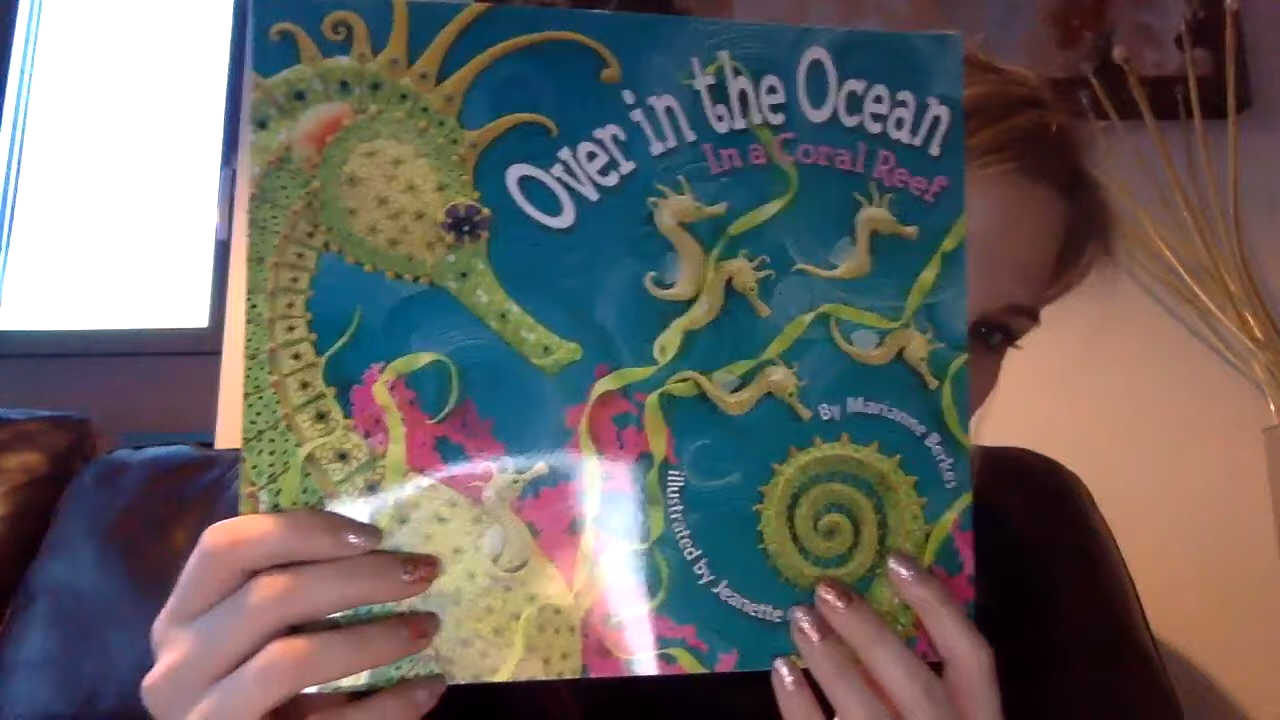 Over in the Ocean
In a Coral Reef
By Marianne Berkes
illustrated by Jeanette